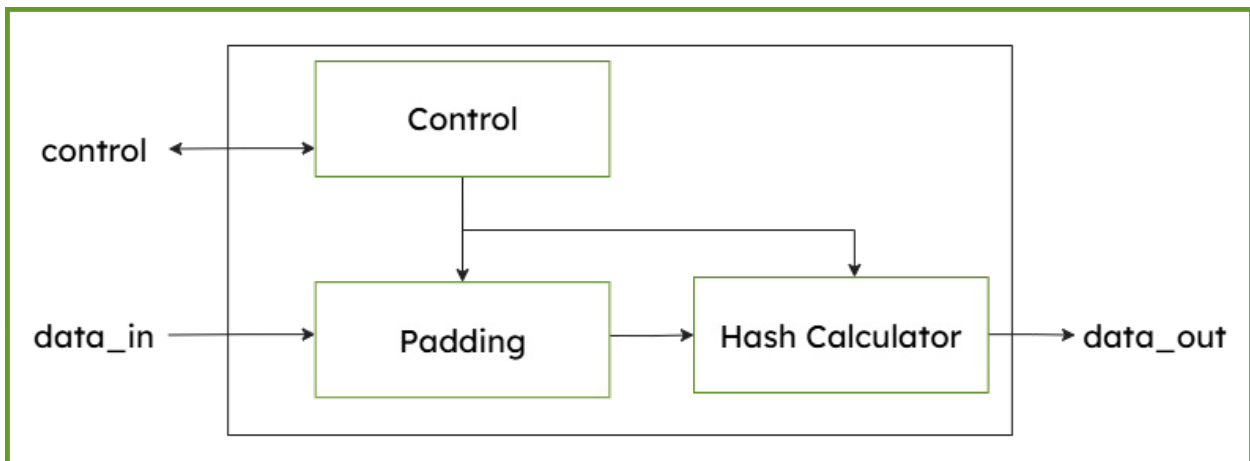 Control
control
data_in
Padding
Hash Calculator
data_out